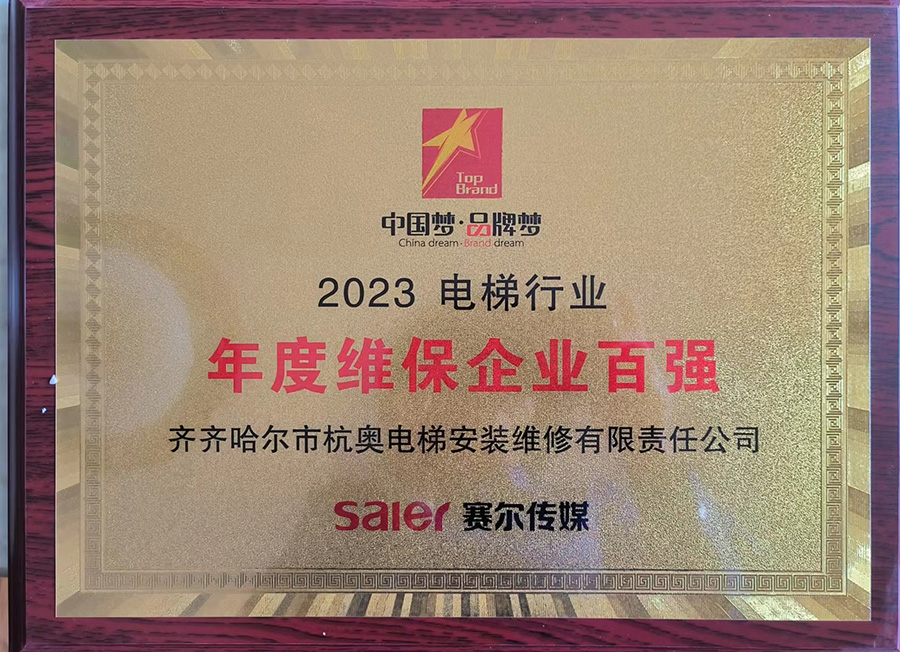 Top
Brand
中国梦·品牌梦
China dream·Brand dream
2023 电梯行业
年度维保企业百强
齐齐哈尔市杭奥电梯安装维修有限责任公司
saier 赛尔传媒